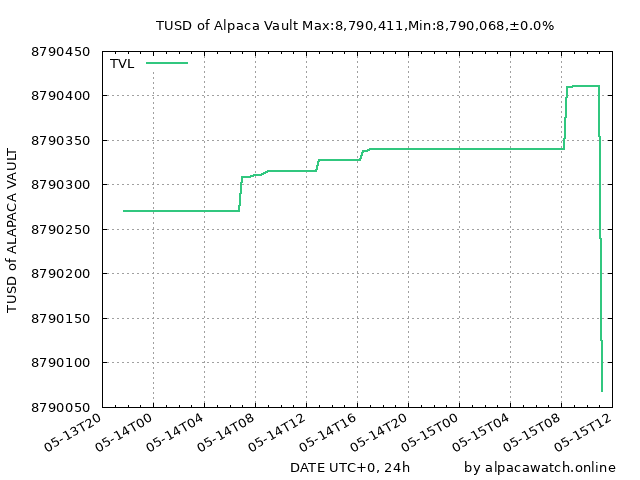 TUSD of Alpaca Vault Max:8,790,411,Min:8,790,068,±0.0%
TVL
8790450
8790400
8790350
8790300
8790250
8790200
8790150
8790100
8790050
TUSD of ALAPACA VAULT
05-13T20
05-14T00
05-14T04
05-14T08
05-14T12
05-14T16
05-14T20
05-15T00
05-15T04
05-15T08
05-15T12
DATE UTC+0, 24h
by alpacawatch.online